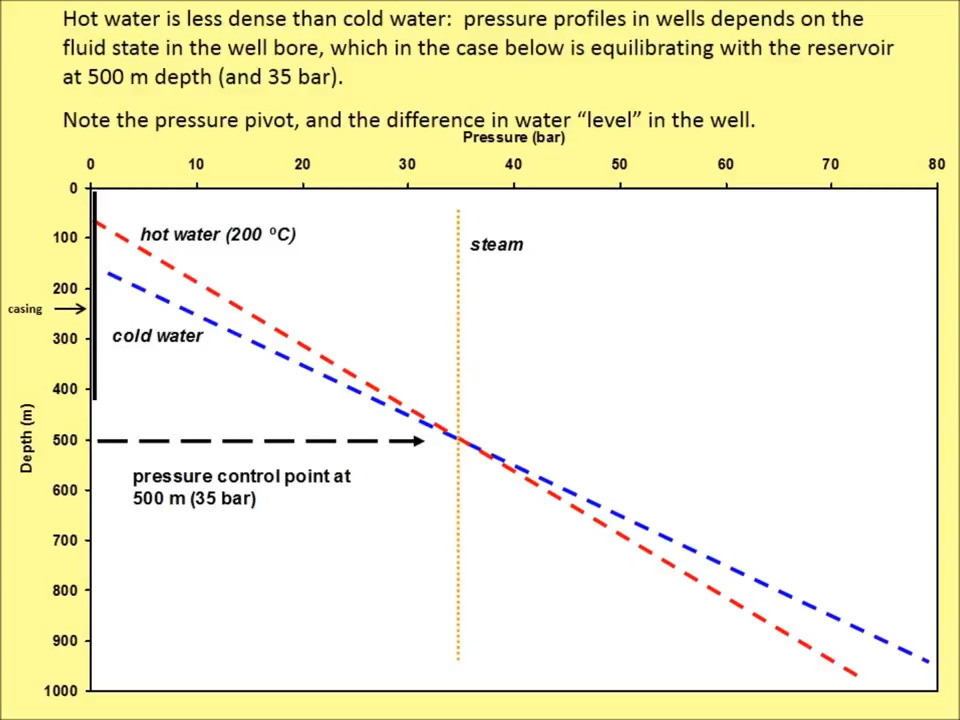 Hot water is less dense than cold water:  pressure profiles in wells depends on the
fluid state in the well bore, which in the case below is equilibrating with the reservoir
at 500 m depth (and 35 bar).
Note the pressure pivot, and the difference in water “level” in the well.
Pressure (bar)
0 10 20 30 40 50 60 70 80
0
100
200
300
400
500
600
700
800
900
1000
Depth (m)
casing
hot water (200 ºC)
steam
cold water
pressure control point at
500 m (35 bar)